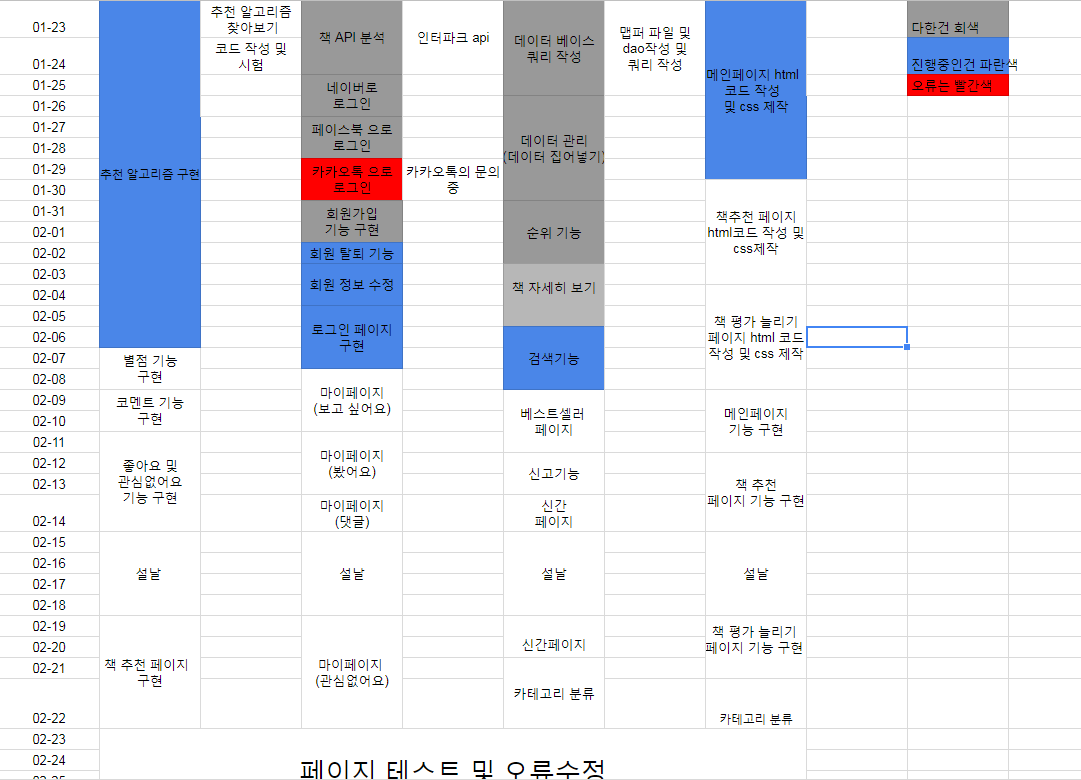 01-23
01-24
01-25
01-26
01-27
01-28
01-29
01-30
01-31
02-01
02-02
02-03
02-04
02-05
02-06
02-07
02-08
02-09
02-10
02-11
02-12
02-13
02-14
02-15
02-16
02-17
02-18
02-19
02-20
02-21
02-22
02-23
02-24
추천 알고리즘 구현
별점 기능
구현
코멘트 기능
구현
좋아요 및
관심없어요
기능 구현
설날
책 추천 페이지
구현
추천 알고리즘
찾아보기
코드 작성 및
시험
책 API 분석
네이버로
로그인
페이스북 으로
로그인
카카오톡 으로
로그인
회원가입
기능 구현
회원 탈퇴 기능
회원 정보 수정
로그인 페이지
구현
마이페이지
(보고 싶어요)
마이페이지
(봤어요)
마이페이지
(댓글)
설날
마이페이지
(관심없어요)
인터파크 api
카카오톡의 문의
중
데이터 베이스
쿼리 작성
데이터 관리
(데이터 집어넣기)
순위 기능
책 자세히 보기
검색기능
베스트셀러
페이지
신고기능
신간
페이지
설날
신간페이지
카테고리 분류
맵퍼 파일 및
dao작성 및
쿼리 작성
메인페이지 html
코드 작성
및 css 제작
책추천 페이지
html코드 작성 및
css제작
책 평가 늘리기
페이지 html 코드
작성 및 css 제작
메인페이지
기능 구현
책 추천
페이지 기능 구현
설날
책 평가 늘리기
페이지 기능 구현
카테고리 분류
다한건 회색
진행중인건 파란색
오류는 빨간색
페이지 테스트 및 오류수정